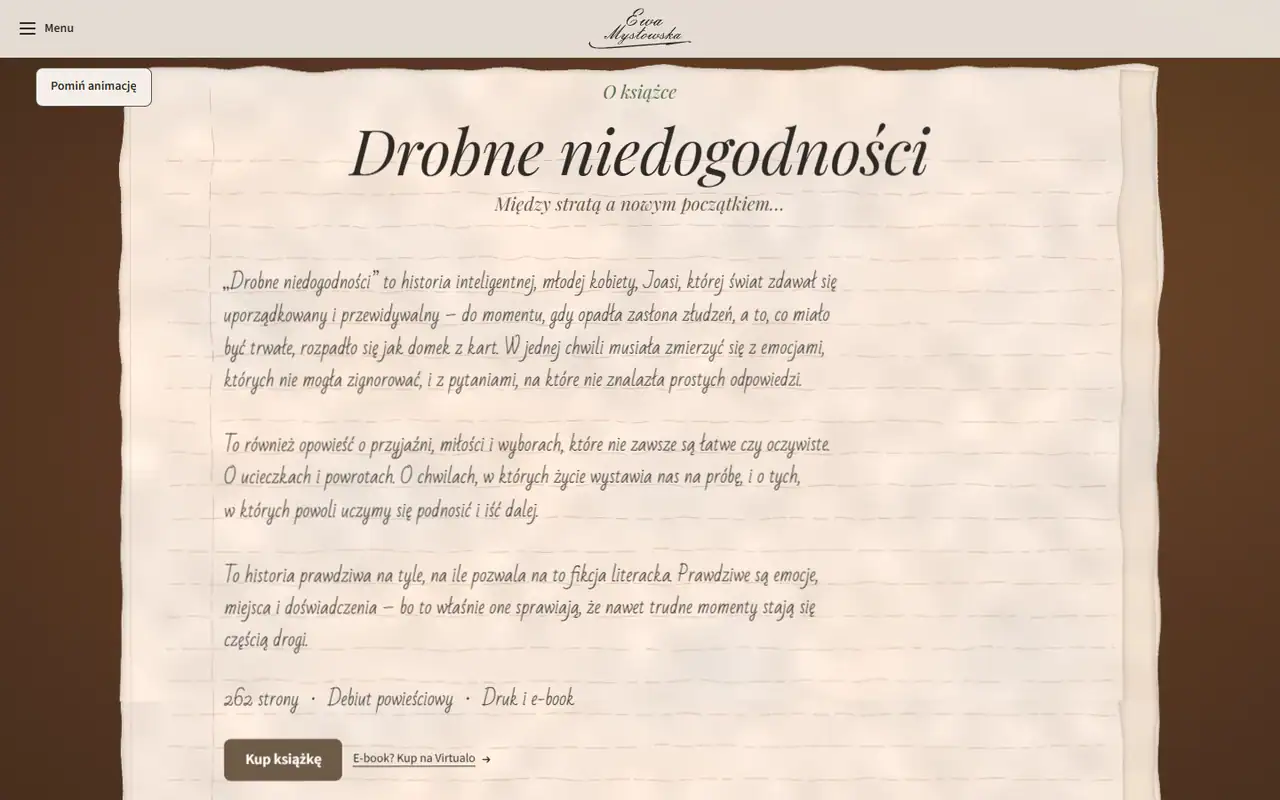 Menu
Ewa
Mysłowska
Pomiń animację
O książce
Drobne niedogodności
Między stratą a nowym początkiem...
„Drobne niedogodności” to historia inteligentnej, młodej kobiety, Joasi, której świat zdawał się
uporządkowany i przewidywalny – do momentu, gdy opadła zasłona złudzeń, a to, co miało
być trwałe, rozpadło się jak domek z kart. W jednej chwili musiała zmierzyć się z emocjami,
których nie mogła zignorować, i z pytaniami, na które nie znalazła prostych odpowiedzi.
To również opowieść o przyjaźni, miłości i wyborach, które nie zawsze są łatwe czy oczywiste.
O ucieczkach i powrotach. O chwilach, w których życie wystawia nas na próbę, i o tych,
w których powoli uczymy się podnosić i iść dalej.
To historia prawdziwa na tyle, na ile pozwala na to fikcja literacka. Prawdziwe są emocje,
miejsca i doświadczenia – bo to właśnie one sprawiają, że nawet trudne momenty stają się
częścią drogi.
262 strony · Debiut powieściowy · Druk i e-book
Kup książkę
E-book? Kup na Virtualo →